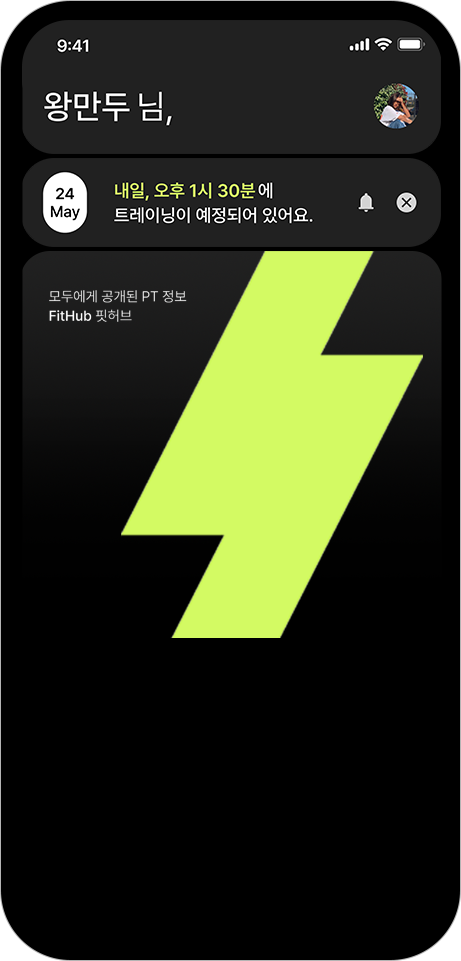 9:41
왕만두 님,
24
May
내일, 오후 1시 30분에
트레이닝이 예정되어 있어요.
모두에게 공개된 PT 정보
FitHub 핏허브